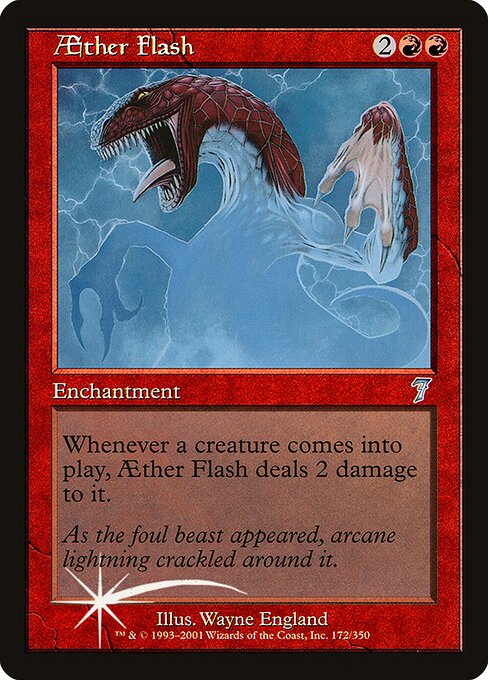 Æther Flash
2
Enchantment
7
Whenever a creature comes into
play, Æther Flash deals 2 damage
to it.
As the foul beast appeared, arcane
lightning crackled around it.
Illus. Wayne England
™ & © 1993–2001 Wizards of the Coast, Inc. 172/350